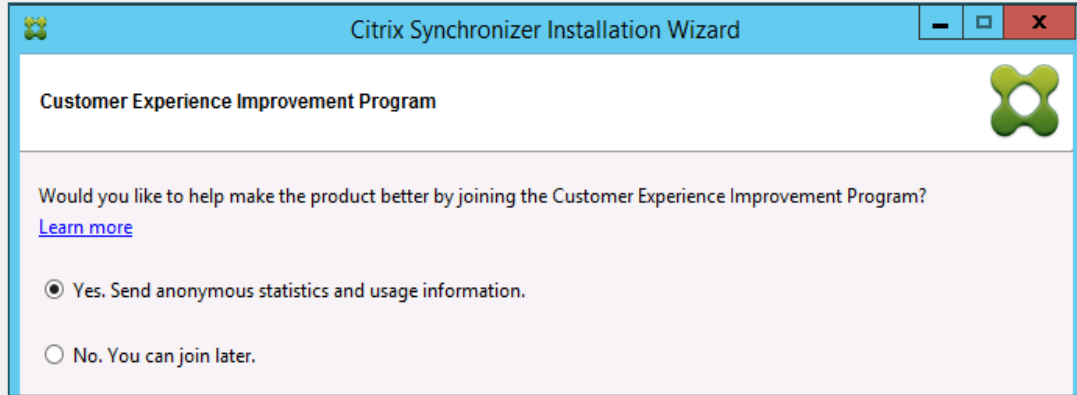 Citrix Synchronizer Installation Wizard
Customer Experience Improvement Program
Would you like to help make the product better by joining the Customer Experience Improvement Program?
Learn more
Yes. Send anonymous statistics and usage information.
No. You can join later.